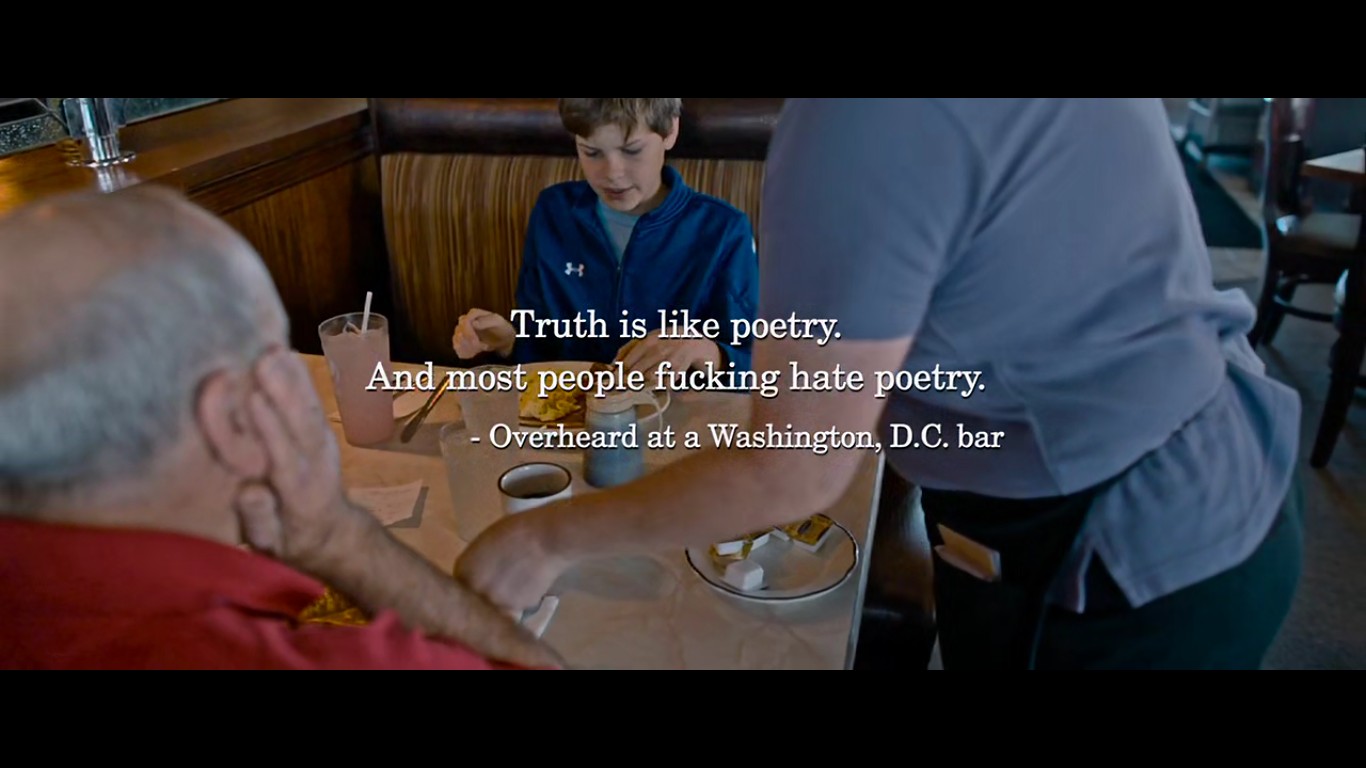 Truth is like poetry.
And most people fucking hate poetry.
- Overheard at a Washington, D.C. bar